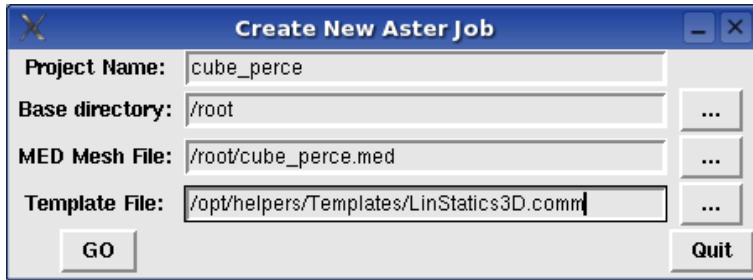 Create New Aster Job
Project Name: cube_perce
Base directory: /root ...
MED Mesh File: /root/cube_perce.med ...
Template File: /opt/helpers/Templates/LinStatics3D.comm ...
GO Quit